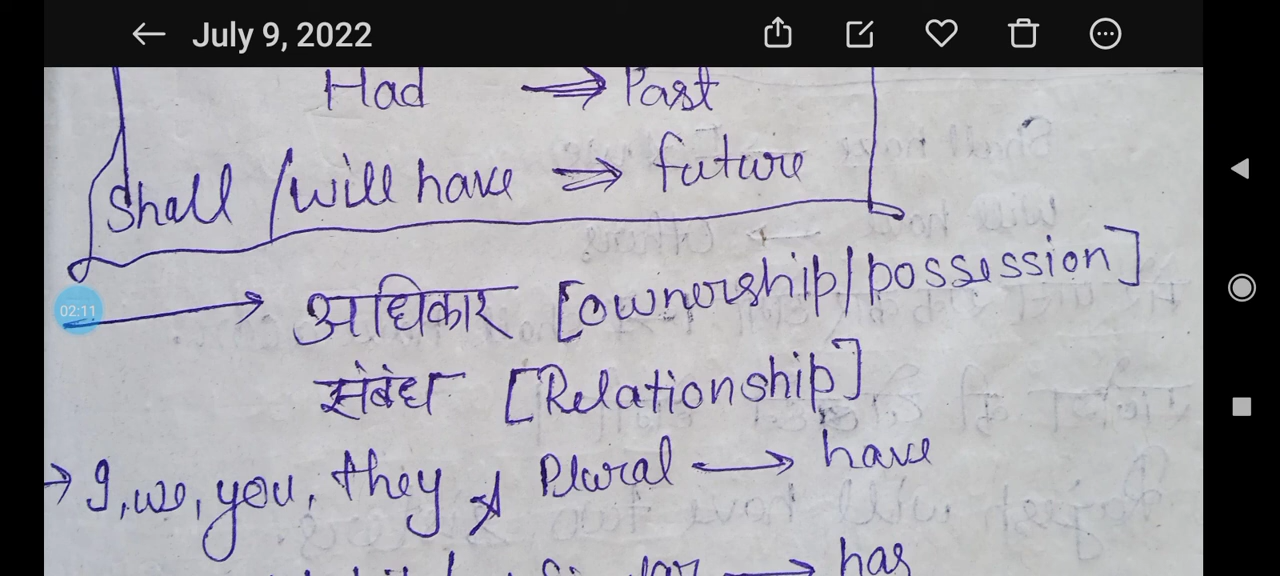 July 9, 2022
Had → Past
Shall / will have → future
02:11
→ अधिकार [ownership/possession]
संबंध [Relationship]
→ I, we, you, they & Plural → have
→ has